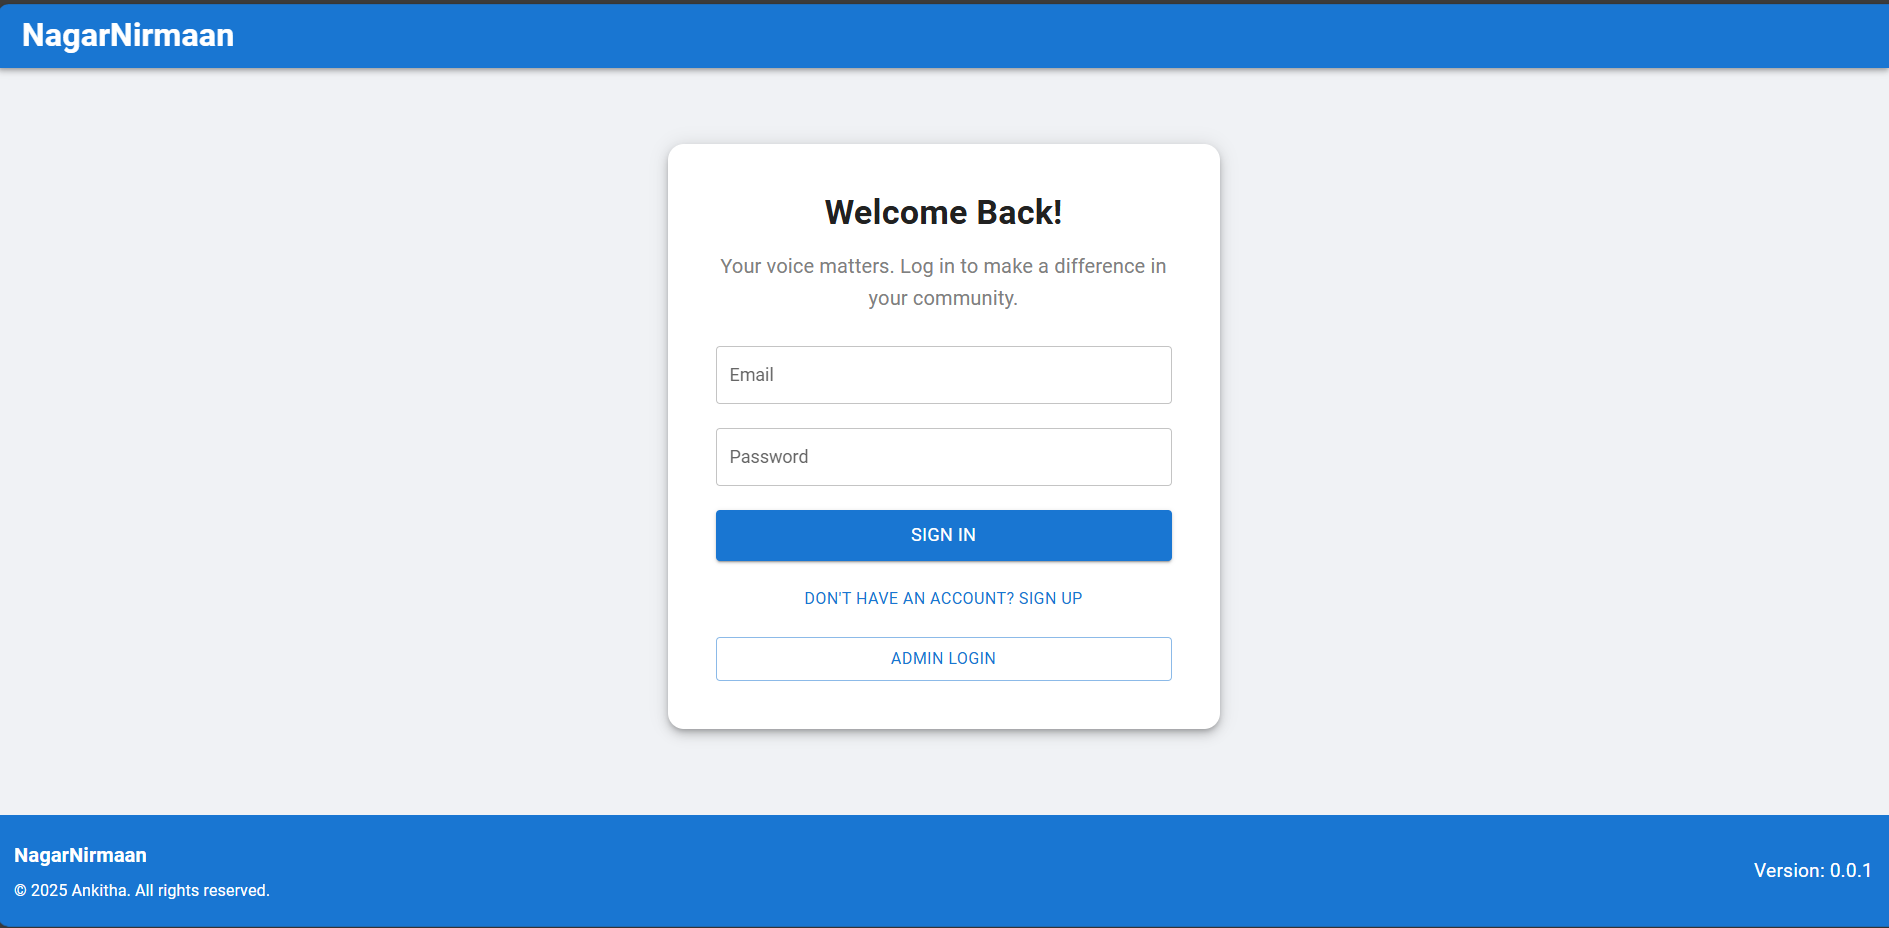 NagarNirmaan
Welcome Back!
Your voice matters. Log in to make a difference in
your community.
Email
Password
SIGN IN
DON'T HAVE AN ACCOUNT? SIGN UP
ADMIN LOGIN
NagarNirmaan
© 2025 Ankitha. All rights reserved.
Version: 0.0.1